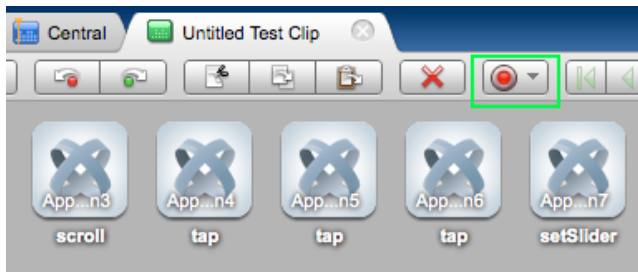 Central
Untitled Test Clip
App...n3
App...n4
App...n5
App...n6
App...n7
scroll
tap
tap
tap
setSlider